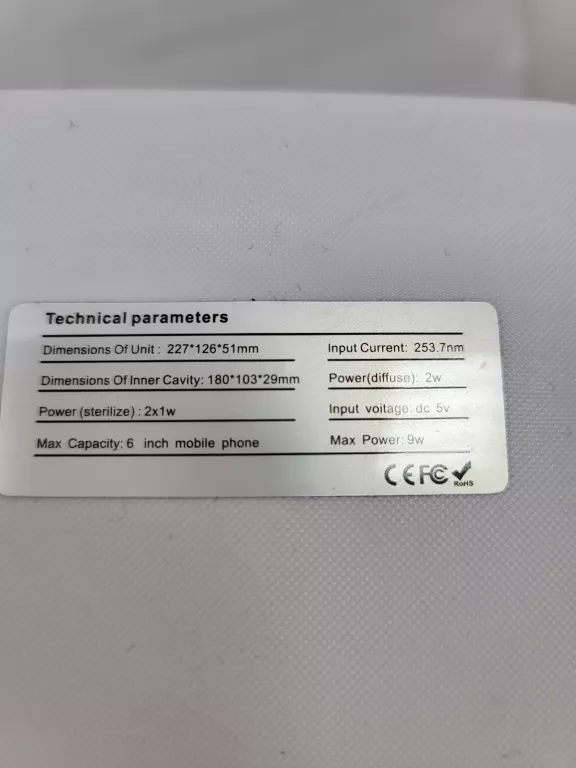 Technical parameters
Dimensions Of Unit : 227*126*51mm
Input Current: 253.7nm
Dimensions Of Inner Cavity: 180*103*29mm
Power(diffuse): 2w
Power (sterilize) : 2x1w
Input voltage: dc 5v
Max Capacity: 6 inch mobile phone
Max Power: 9w
CE FC RoHS